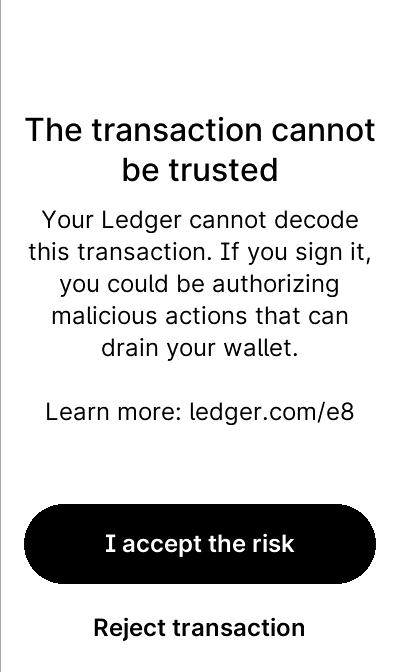 The transaction cannot
be trusted
Your Ledger cannot decode
this transaction. If you sign it,
you could be authorizing
malicious actions that can
drain your wallet.
Learn more: ledger.com/e8
I accept the risk
Reject transaction